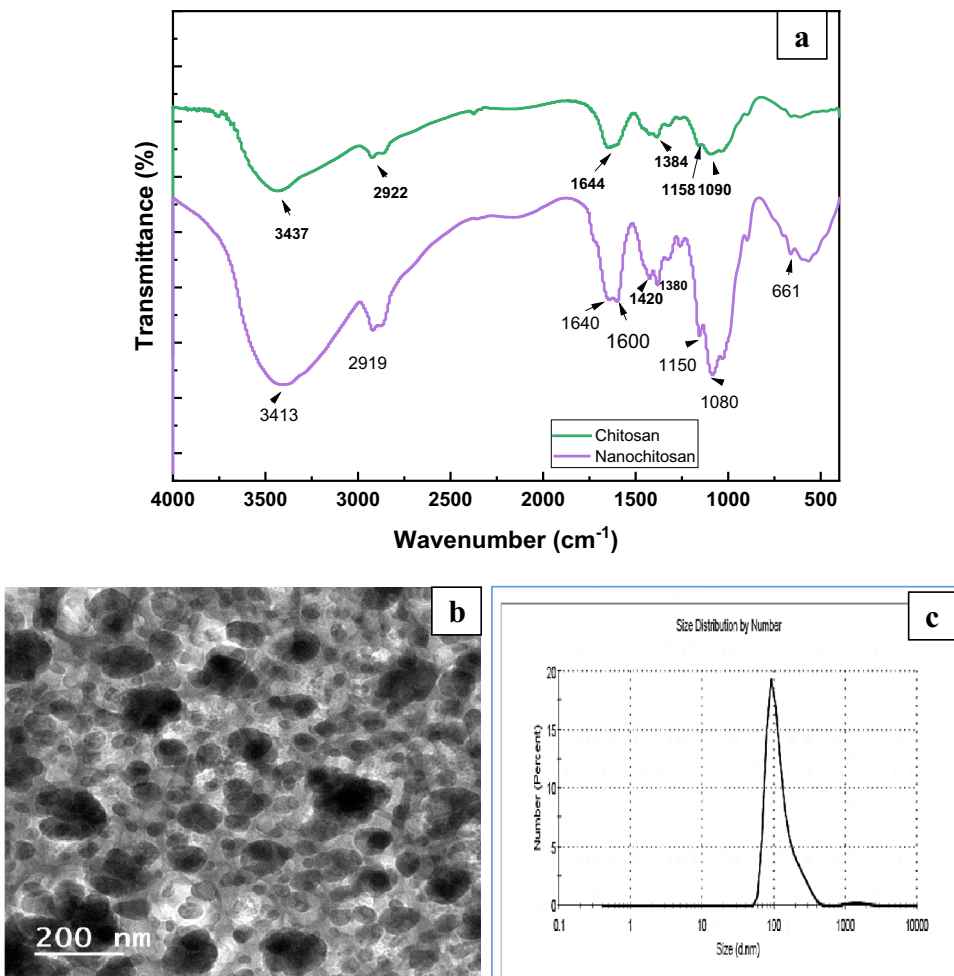 a
Transmittance (%)
3437
2922
1644
1384
1158
1090
3413
2919
1640
1600
1420
1380
1150
1080
661
Chitosan
Nanochitosan
4000 3500 3000 2500 2000 1500 1000 500
Wavenumber (cm⁻¹)
b
200 nm
c
Size Distribution by Number
Number (Percent)
20
15
10
5
0
0.1 1 10 100 1000 10000
Size (d.nm)